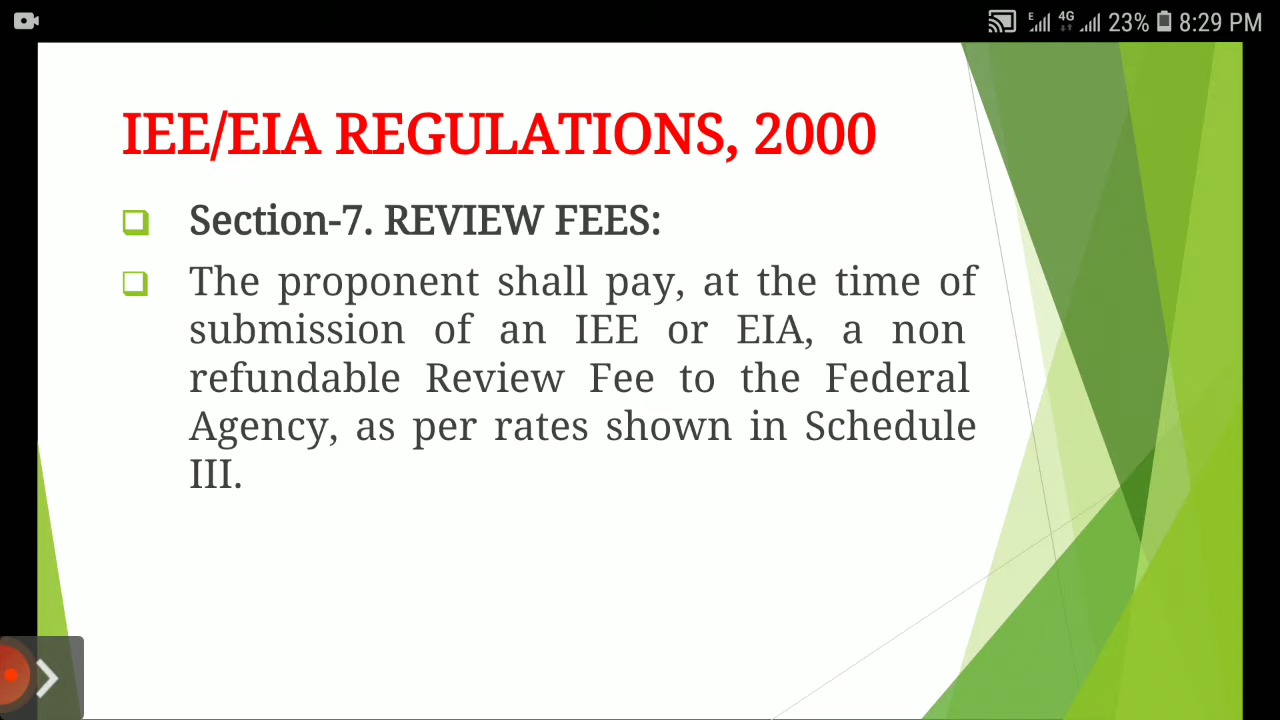 E 4G 23% 8:29 PM
IEE/EIA REGULATIONS, 2000
Section-7. REVIEW FEES:
The proponent shall pay, at the time of
submission of an IEE or EIA, a non
refundable Review Fee to the Federal
Agency, as per rates shown in Schedule
III.